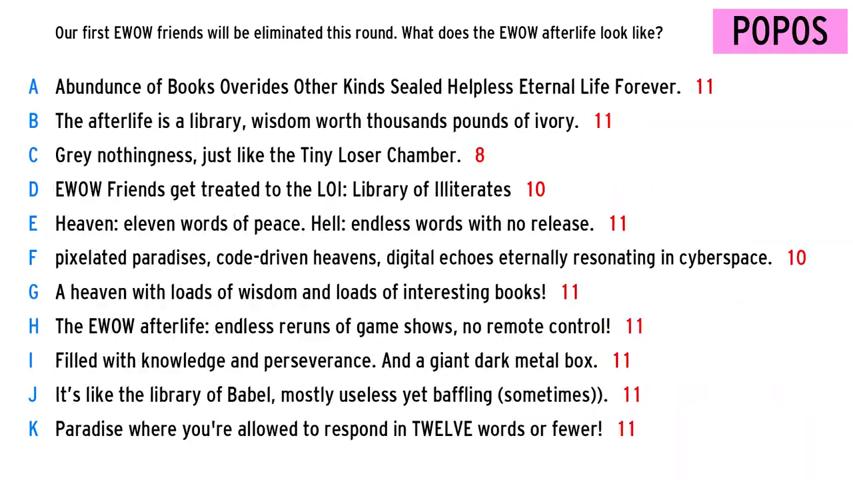 Our first EWOW friends will be eliminated this round. What does the EWOW afterlife look like?
POPOS
A Abundunce of Books Overides Other Kinds Sealed Helpless Eternal Life Forever. 11
B The afterlife is a library, wisdom worth thousands pounds of ivory. 11
C Grey nothingness, just like the Tiny Loser Chamber. 8
D EWOW Friends get treated to the LOI: Library of Illiterates 10
E Heaven: eleven words of peace. Hell: endless words with no release. 11
F pixelated paradises, code-driven heavens, digital echoes eternally resonating in cyberspace. 10
G A heaven with loads of wisdom and loads of interesting books! 11
H The EWOW afterlife: endless reruns of game shows, no remote control! 11
I Filled with knowledge and perseverance. And a giant dark metal box. 11
J It's like the library of Babel, mostly useless yet baffling (sometimes)). 11
K Paradise where you're allowed to respond in TWELVE words or fewer! 11